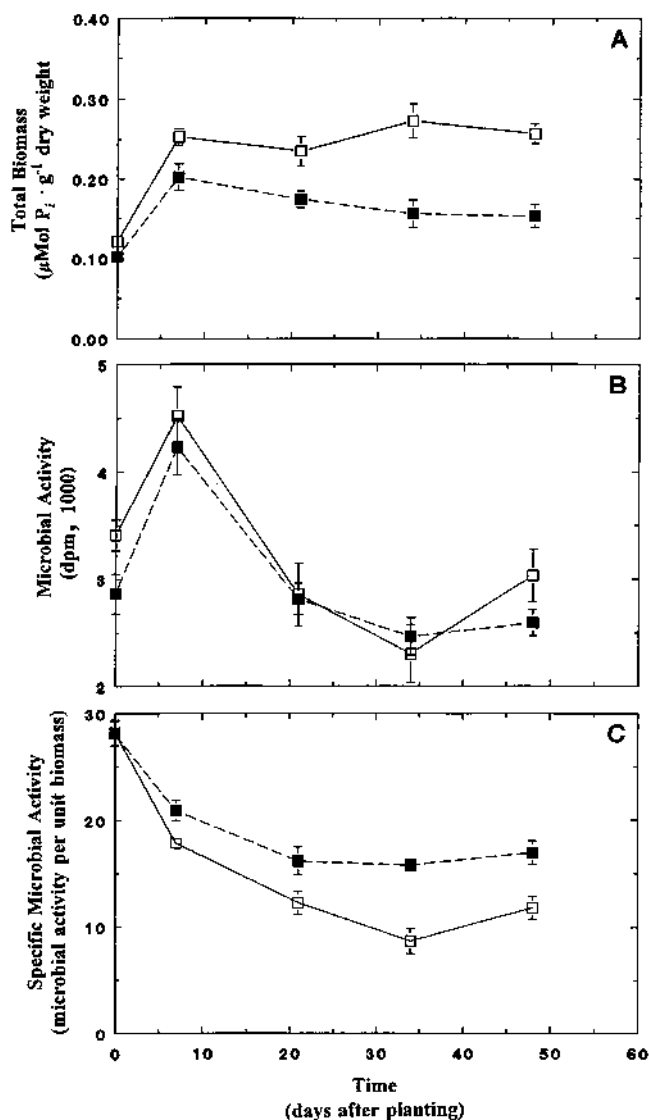 A
Total Biomass
(μMol Pi · g-1 dry weight
0.40
0.30
0.20
0.10
0.00
B
Microbial Activity
(dpm, 1000)
5
4
3
2
C
Specific Microbial Activity
(microbial activity per unit biomass)
30
20
10
0
0 10 20 30 40 50 60
Time
(days after planting)